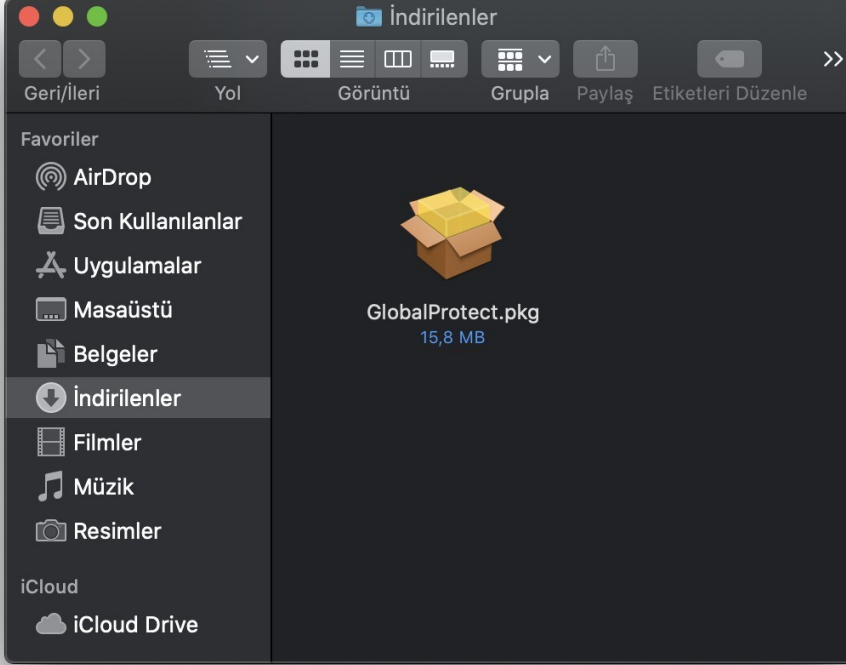 İndirilenler
Geri/İleri
Yol
Görüntü
Grupla
Paylaş
Etiketleri Düzenle
Favoriler
AirDrop
Son Kullanılanlar
Uygulamalar
Masaüstü
Belgeler
İndirilenler
Filmler
Müzik
Resimler
iCloud
iCloud Drive
GlobalProtect.pkg
15,8 MB